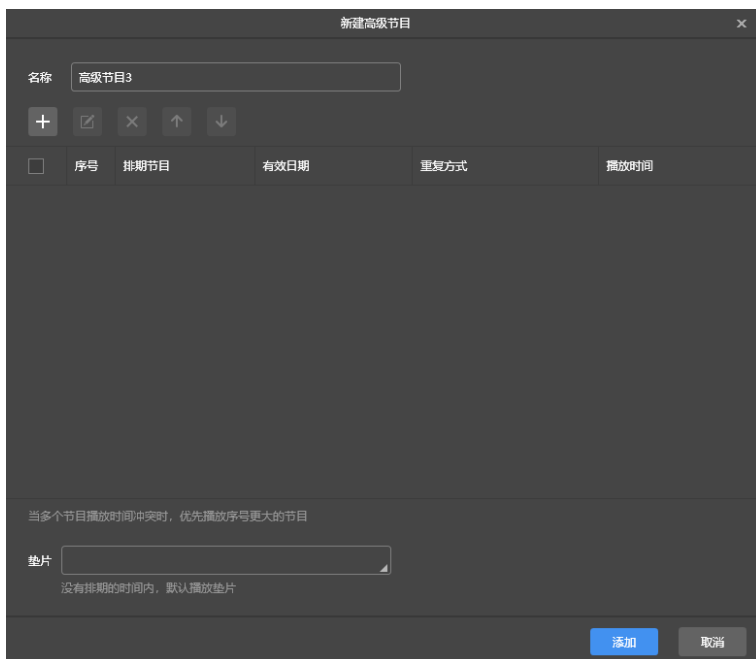 新建高级节目
名称 高级节目3
序号 排期节目 有效日期 重复方式 播放时间
当多个节目播放时间冲突时，优先播放序号更大的节目
垫片
没有排期的时间内，默认播放垫片
添加 取消